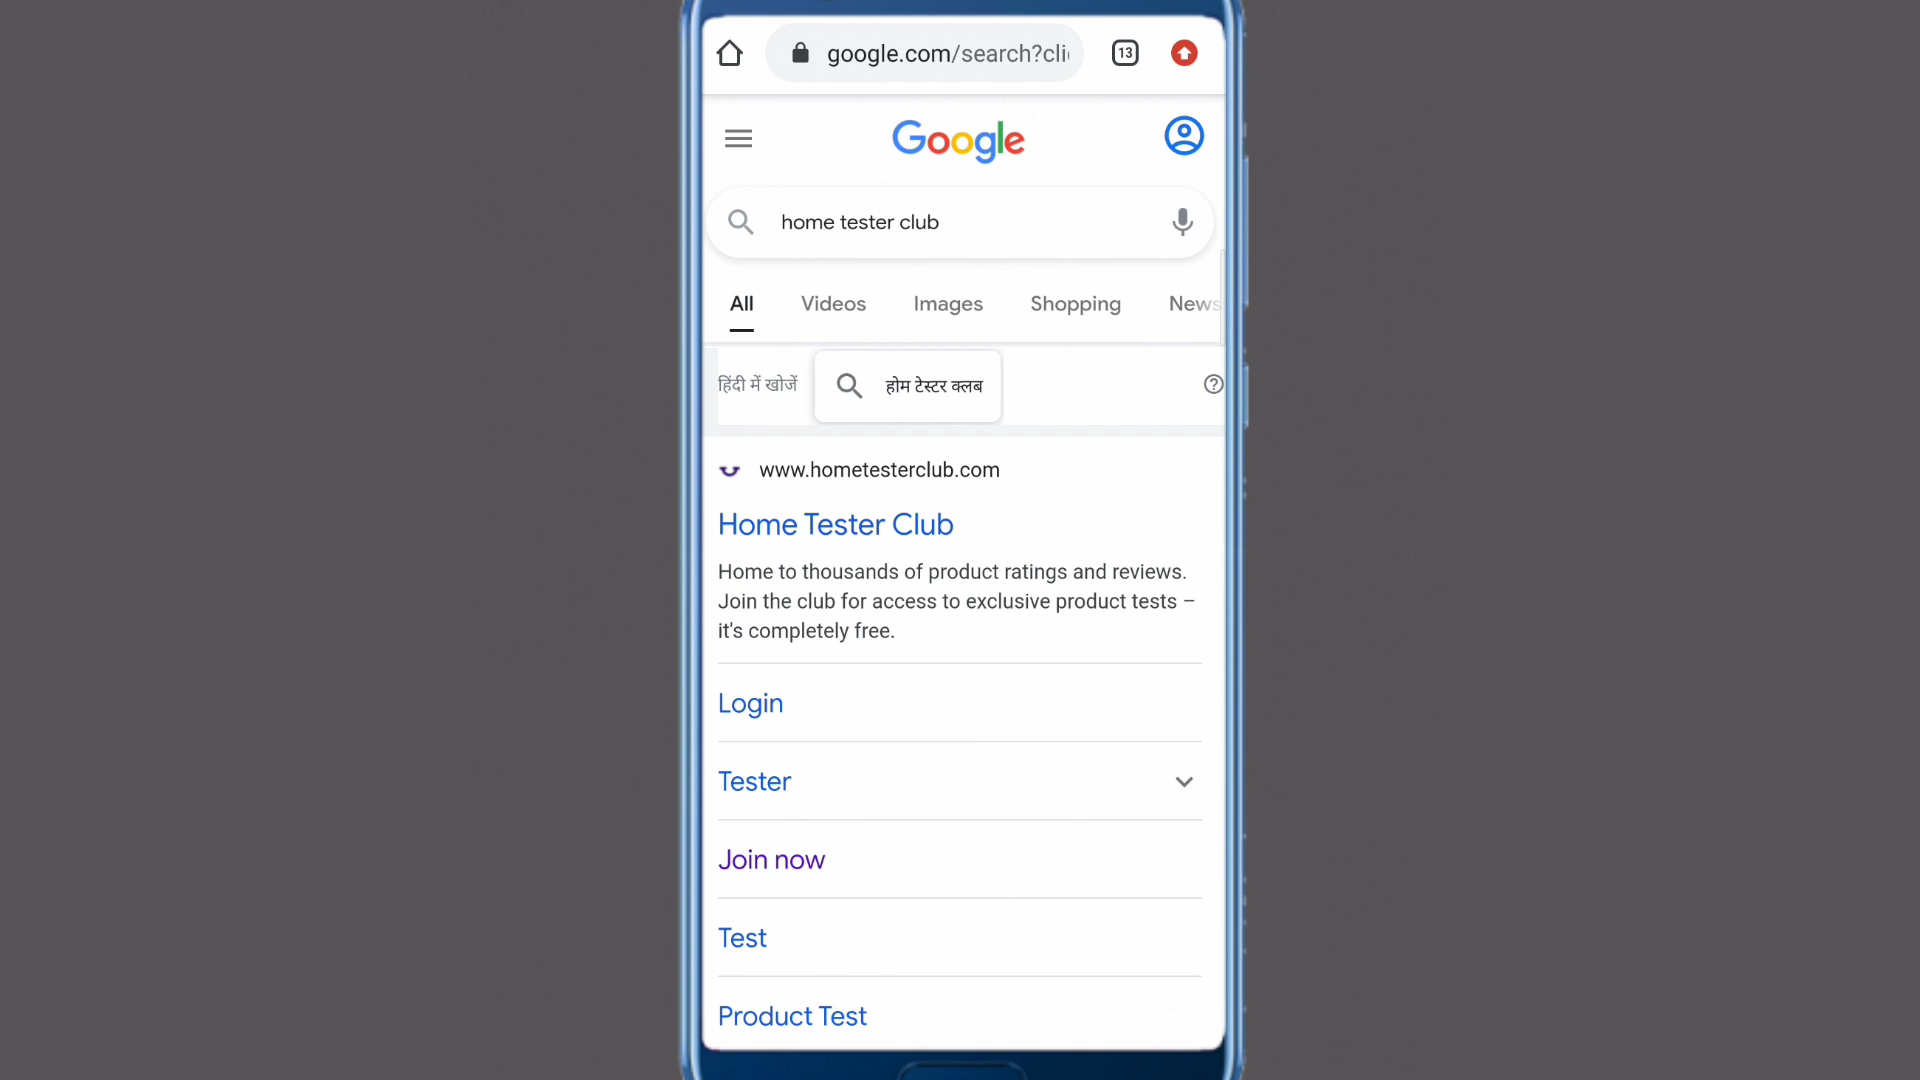 google.com/search?cli
13
Google
home tester club
All Videos Images Shopping News
हिंदी में खोजें होम टेस्टर क्लब
www.hometesterclub.com
Home Tester Club
Home to thousands of product ratings and reviews.
Join the club for access to exclusive product tests –
it's completely free.
Login
Tester
Join now
Test
Product Test